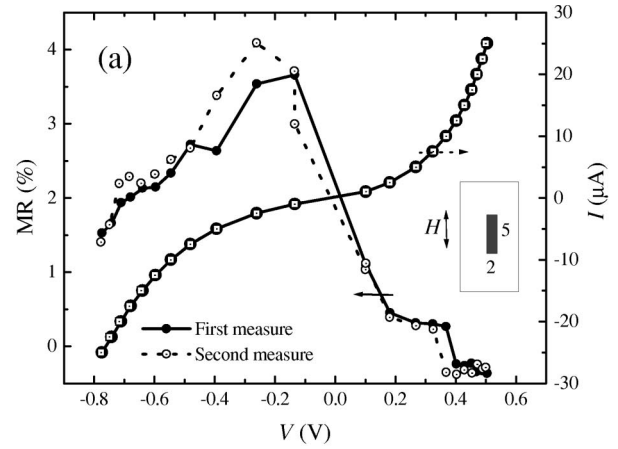 (a)
MR (%)
4
3
2
1
0
30
20
10
0
-10
-20
-30
I (μA)
H
5
2
First measure
Second measure
-0.8 -0.6 -0.4 -0.2 0.0 0.2 0.4 0.6
V (V)